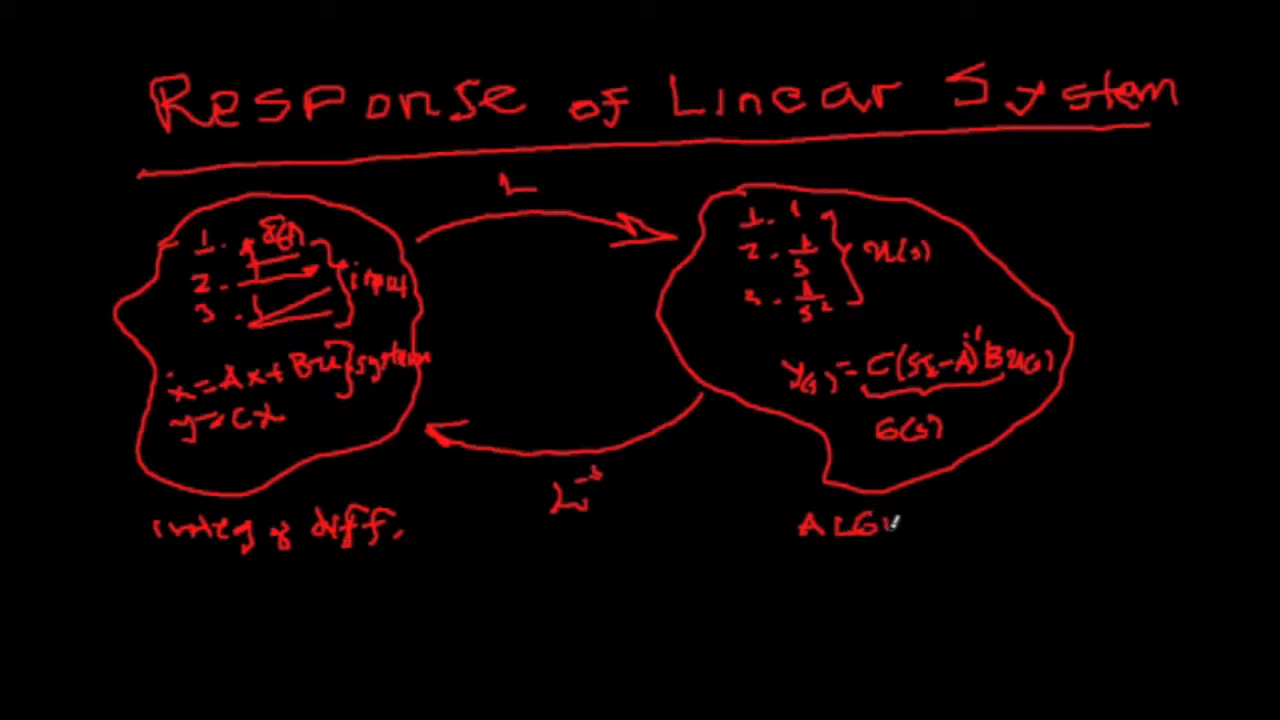 Response of Linear System
L
1. δ(t)
2.
3.
input
ẋ = Ax + Bu } system
y = Cx
integ & diff.
1. 1
2. 1/s
3. 1/s²
u(s)
y(s) = C(sI-A)⁻¹Bu(s)
G(s)
L⁻¹
ALG